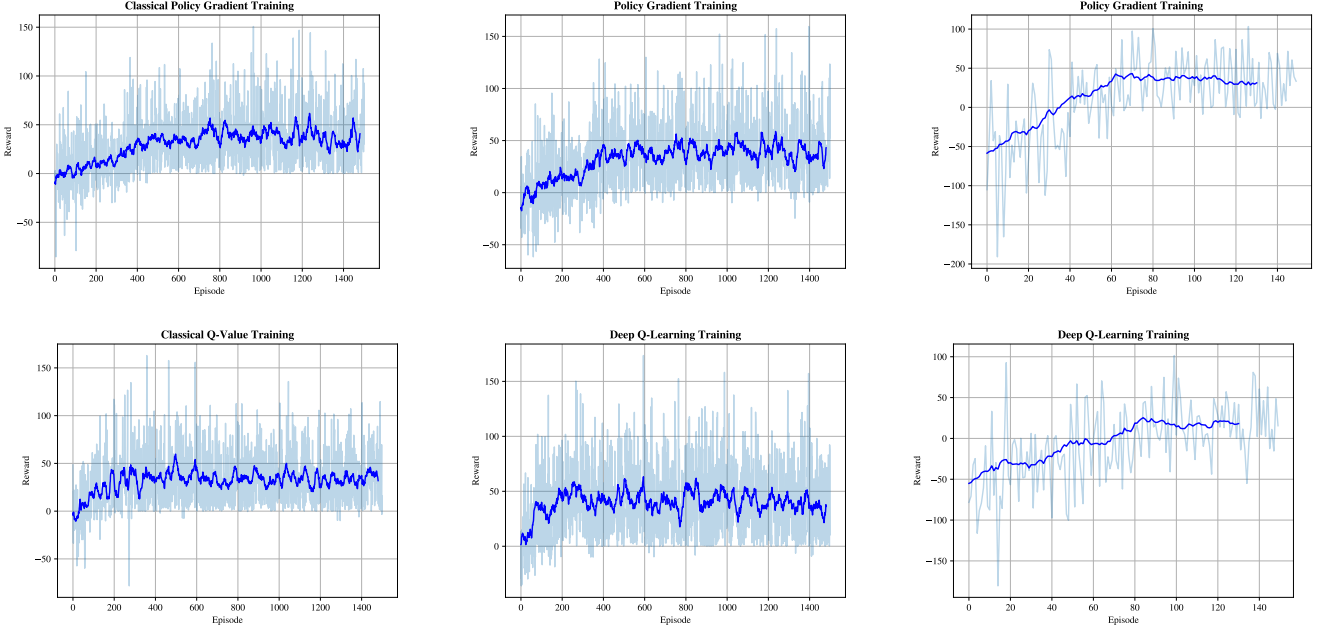 Classical Policy Gradient Training
150
100
50
0
−50
Reward
0 200 400 600 800 1000 1200 1400
Episode
Policy Gradient Training
150
100
50
0
−50
Reward
0 200 400 600 800 1000 1200 1400
Episode
Policy Gradient Training
100
50
0
−50
−100
−150
−200
Reward
0 20 40 60 80 100 120 140
Episode
Classical Q-Value Training
150
100
50
0
−50
Reward
0 200 400 600 800 1000 1200 1400
Episode
Deep Q-Learning Training
150
100
50
0
Reward
0 200 400 600 800 1000 1200 1400
Episode
Deep Q-Learning Training
100
50
0
−50
−100
−150
Reward
0 20 40 60 80 100 120 140
Episode